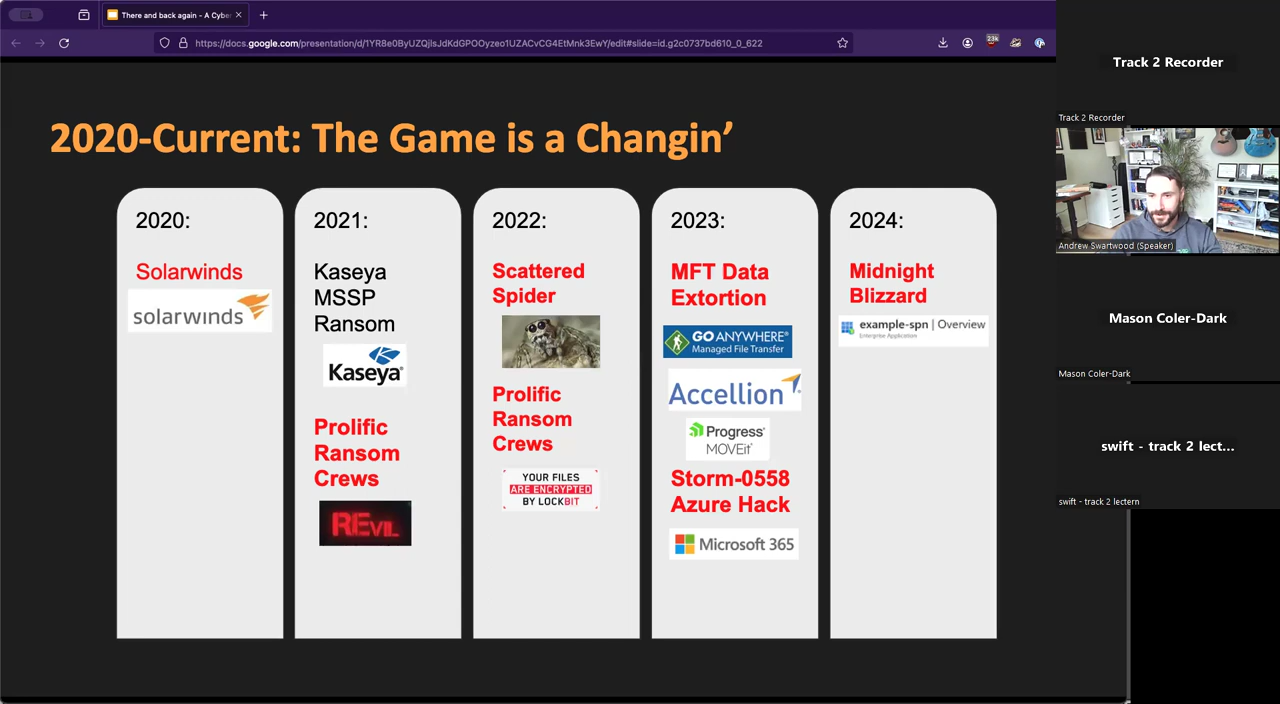 There and back again - A Cyber
https://docs.google.com/presentation/d/1YR8e0ByUZQjlsJdKdGPOOyzeo1UZACvCG4EtMnk3EwY/edit#slide=id.g2c0737bd610_0_622
23k
2020-Current: The Game is a Changin’
2020:
Solarwinds
solarwinds
2021:
Kaseya
MSSP
Ransom
Kaseya
Prolific
Ransom
Crews
REVIL
2022:
Scattered
Spider
Prolific
Ransom
Crews
YOUR FILES
ARE ENCRYPTED
BY LOCKBIT
2023:
MFT Data
Extortion
GO ANYWHERE®
Managed File Transfer
Accellion
Progress®
MOVEit®
Storm-0558
Azure Hack
Microsoft 365
2024:
Midnight
Blizzard
example-spn | Overview
Enterprise Application
Track 2 Recorder
Track 2 Recorder
Andrew Swartwood (Speaker)
Mason Coler-Dark
Mason Coler-Dark
swift - track 2 lect...
swift - track 2 lectern